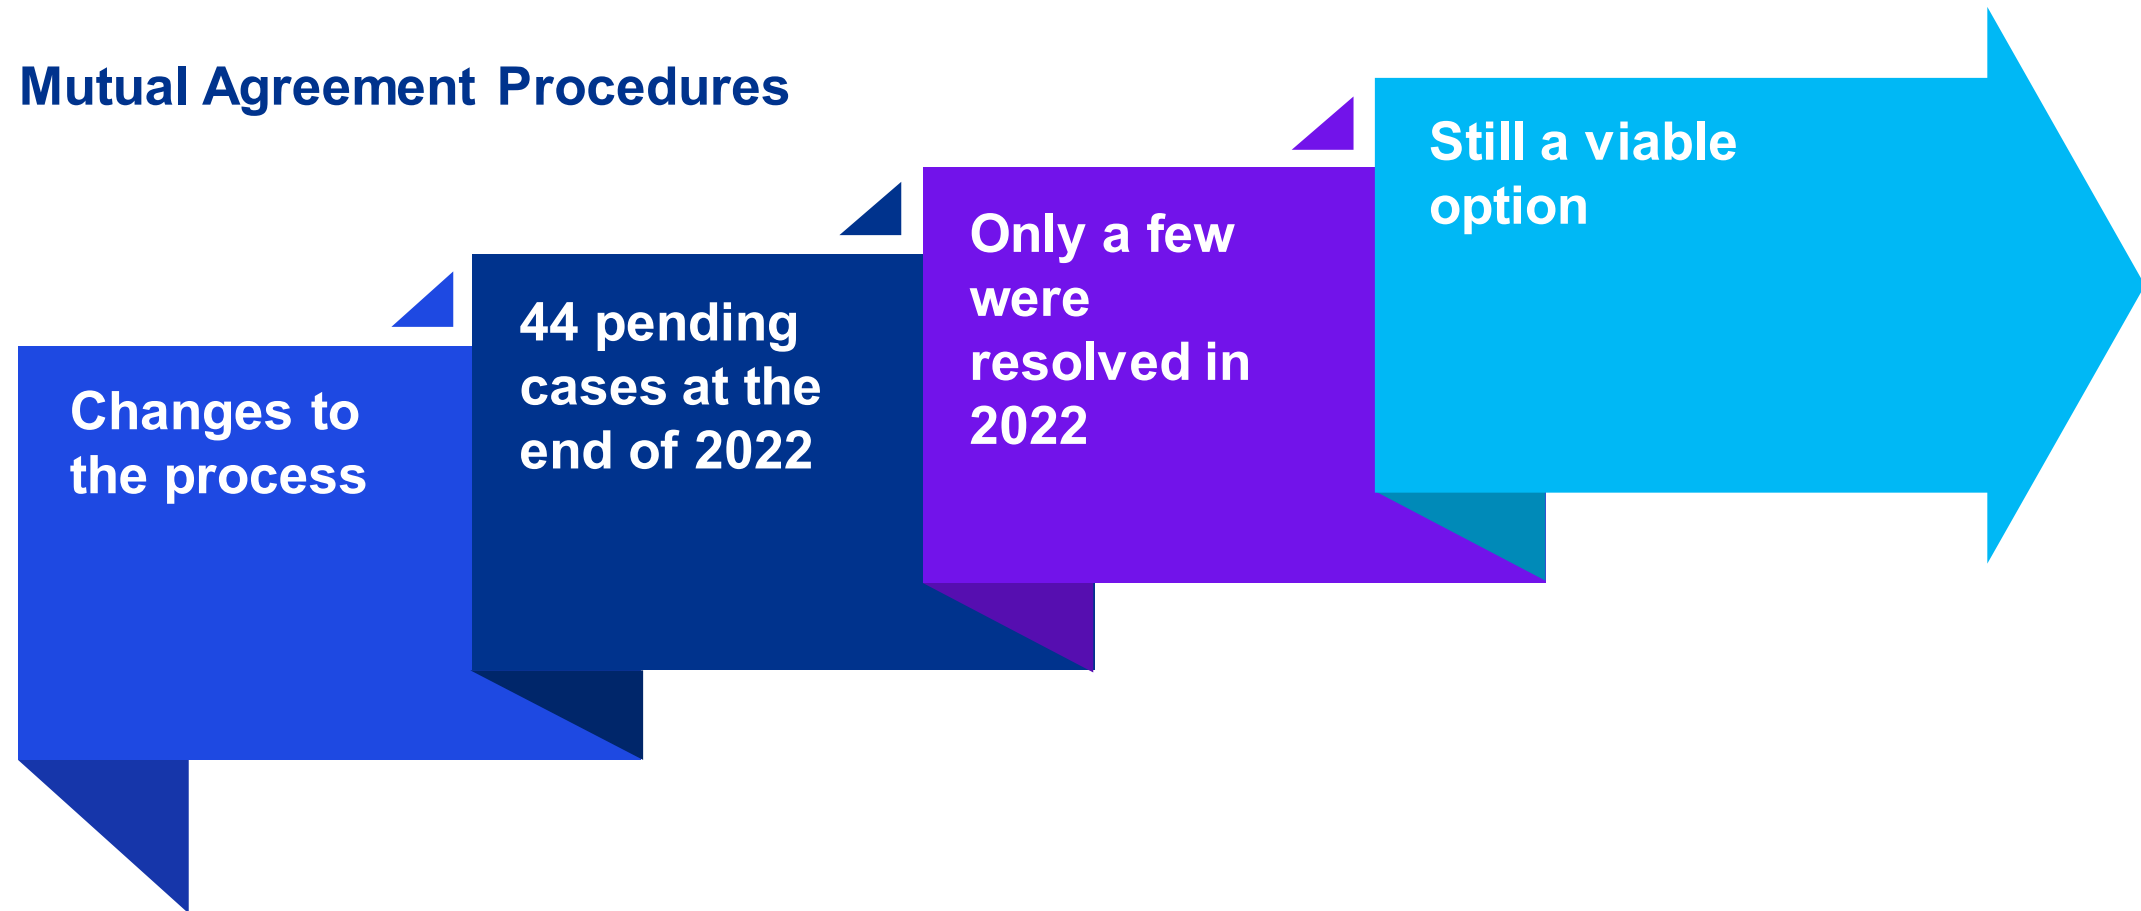 Mutual Agreement Procedures
Changes to
the process
44 pending
cases at the
end of 2022
Only a few
were
resolved in
2022
Still a viable
option